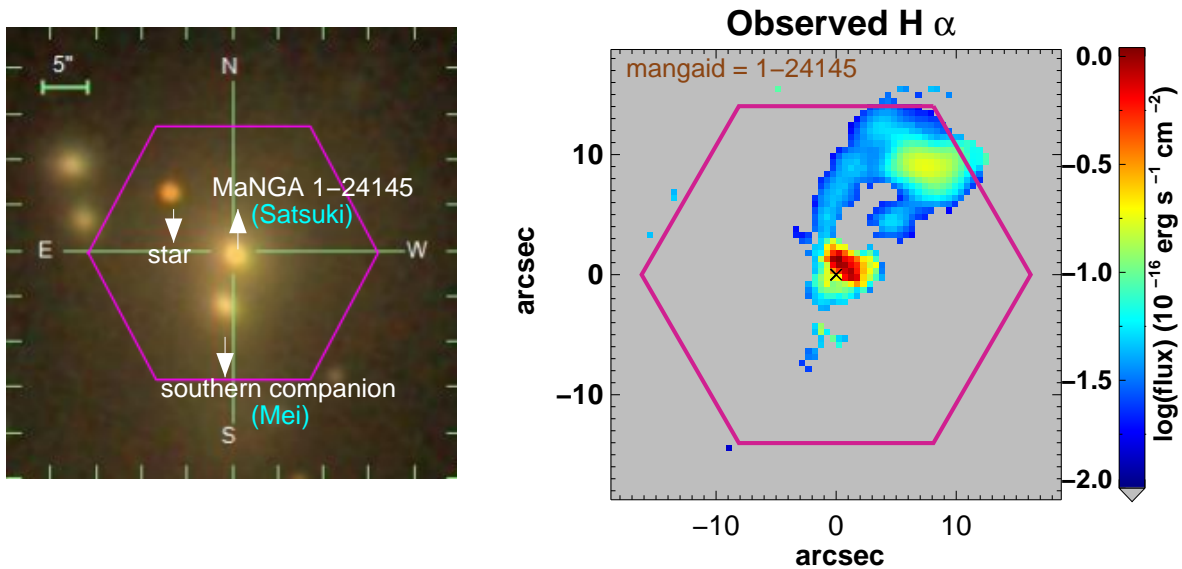 5"
N
MaNGA 1−24145
(Satsuki)
star
E
W
southern companion
(Mei)
S
Observed H α
mangaid = 1−24145
arcsec
10
0
−10
−10
0
10
arcsec
0.0
−0.5
−1.0
−1.5
−2.0
log(flux) (10⁻¹⁶ erg s⁻¹ cm⁻²)